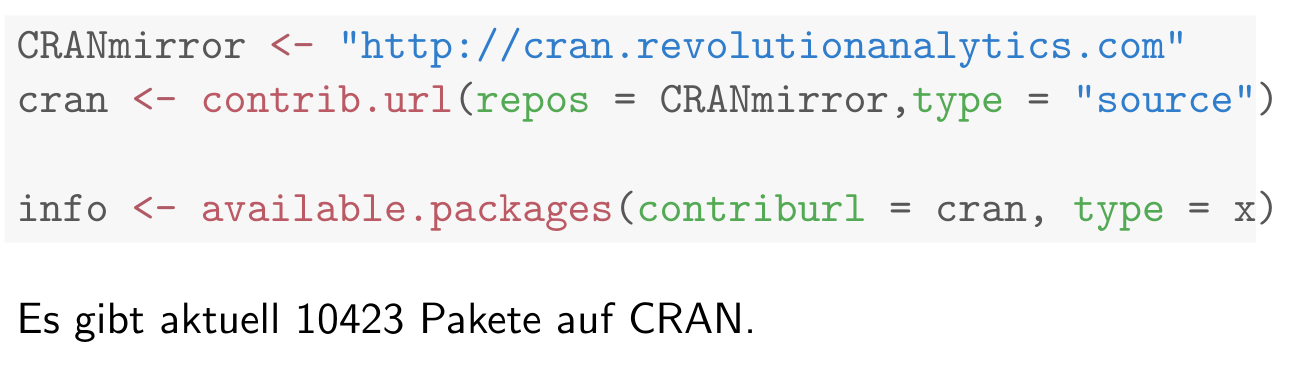 CRANmirror <- "http://cran.revolutionanalytics.com"
cran <- contrib.url(repos = CRANmirror,type = "source")
info <- available.packages(contriburl = cran, type = x)
Es gibt aktuell 10423 Pakete auf CRAN.